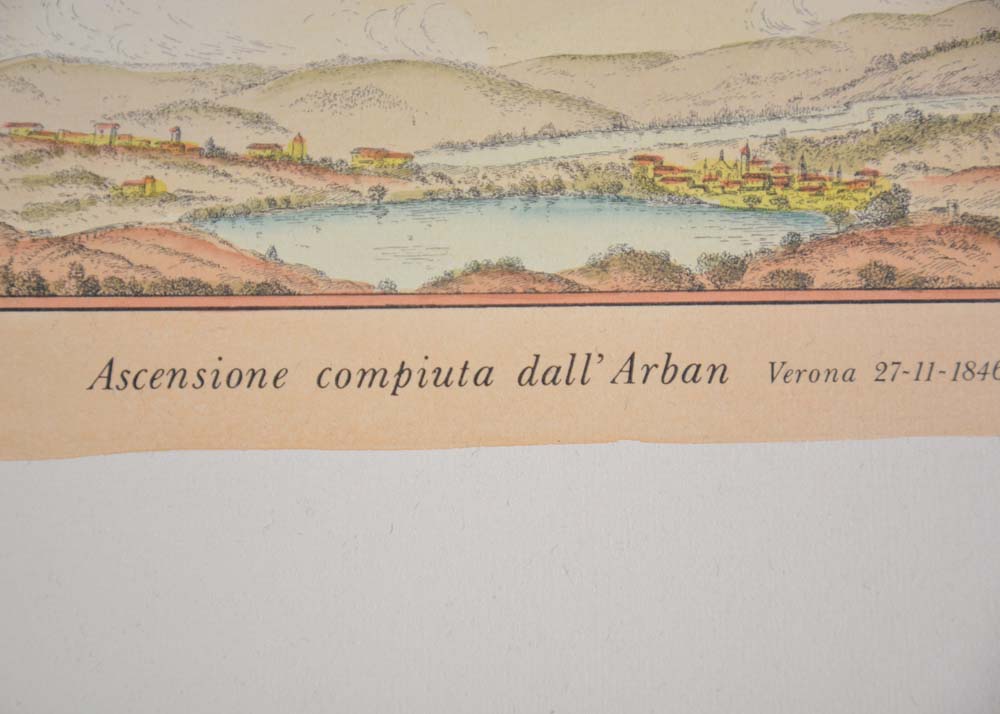 Ascensione compiuta dall' Arban Verona 27-11-1846